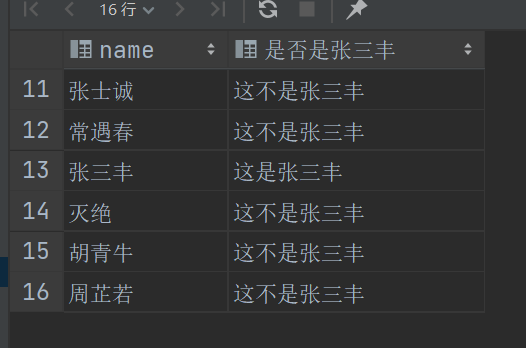 16 行
name 是否是张三丰
11 张士诚 这不是张三丰
12 常遇春 这不是张三丰
13 张三丰 这是张三丰
14 灭绝 这不是张三丰
15 胡青牛 这不是张三丰
16 周芷若 这不是张三丰